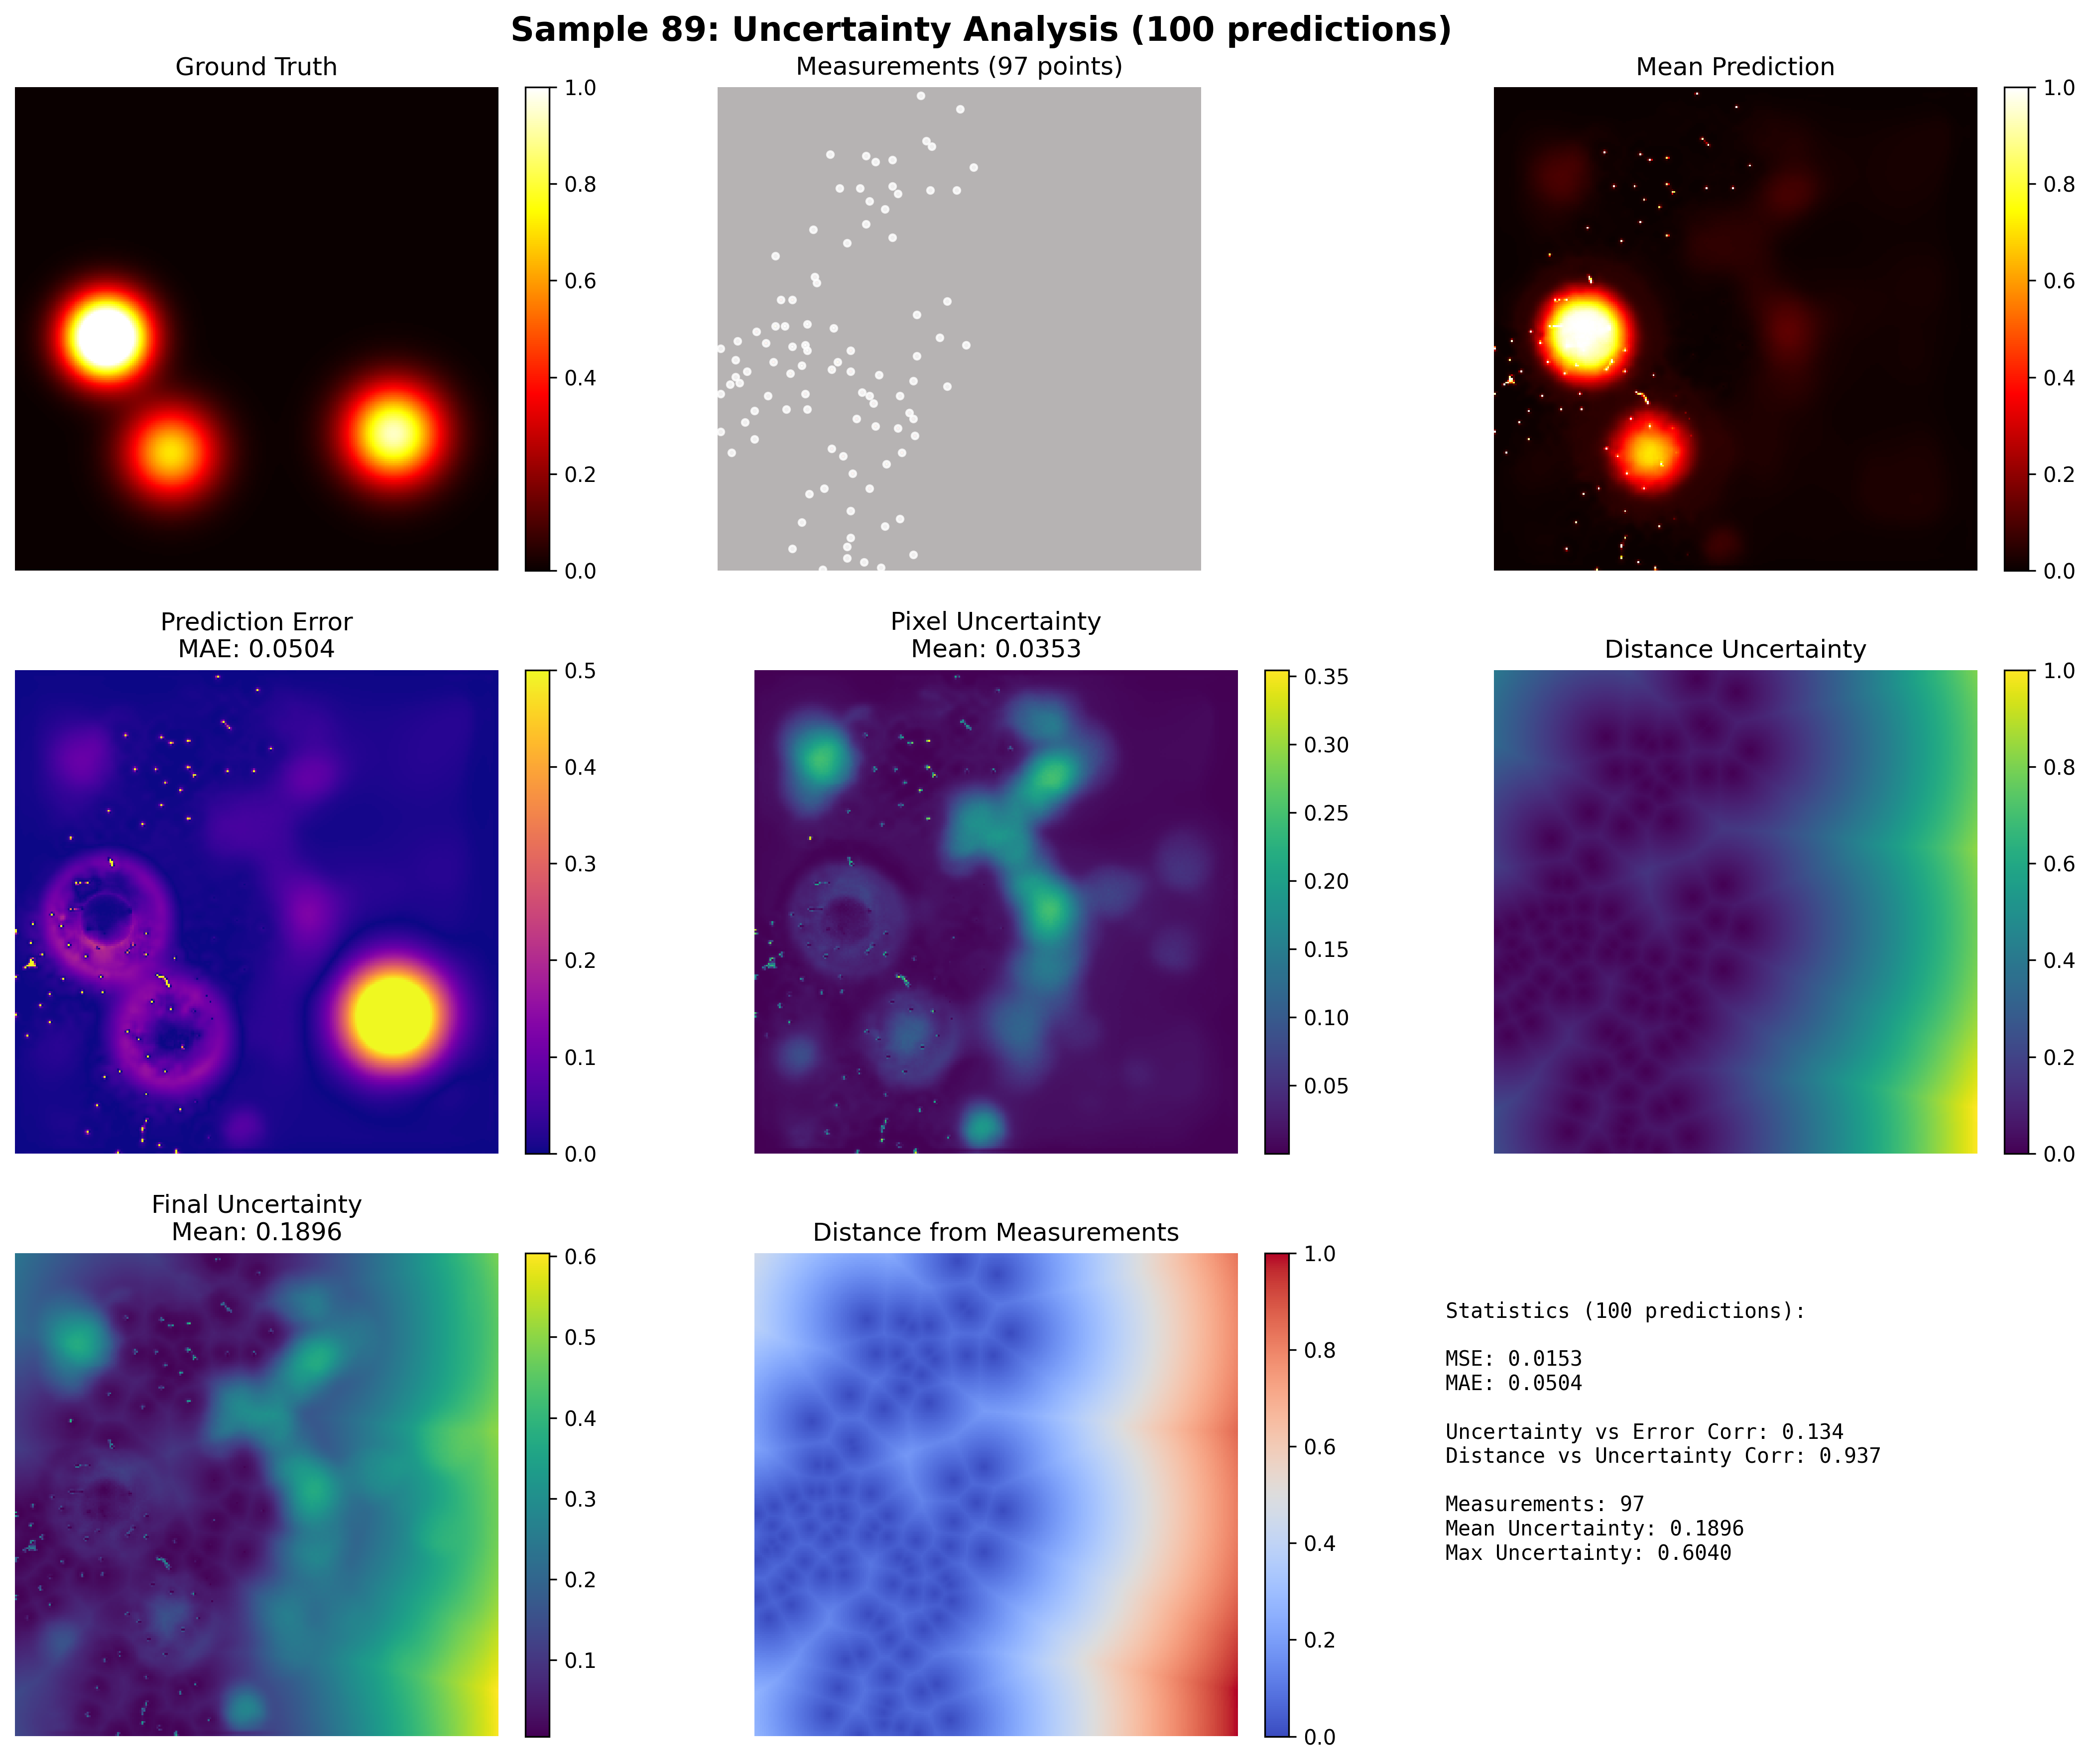 Sample 89: Uncertainty Analysis (100 predictions)
Ground Truth
1.0
0.8
0.6
0.4
0.2
0.0
Measurements (97 points)
Mean Prediction
1.0
0.8
0.6
0.4
0.2
0.0
Prediction Error
MAE: 0.0504
0.5
0.4
0.3
0.2
0.1
0.0
Pixel Uncertainty
Mean: 0.0353
0.35
0.30
0.25
0.20
0.15
0.10
0.05
Distance Uncertainty
1.0
0.8
0.6
0.4
0.2
0.0
Final Uncertainty
Mean: 0.1896
0.6
0.5
0.4
0.3
0.2
0.1
Distance from Measurements
1.0
0.8
0.6
0.4
0.2
0.0
Statistics (100 predictions):
MSE: 0.0153
MAE: 0.0504
Uncertainty vs Error Corr: 0.134
Distance vs Uncertainty Corr: 0.937
Measurements: 97
Mean Uncertainty: 0.1896
Max Uncertainty: 0.6040